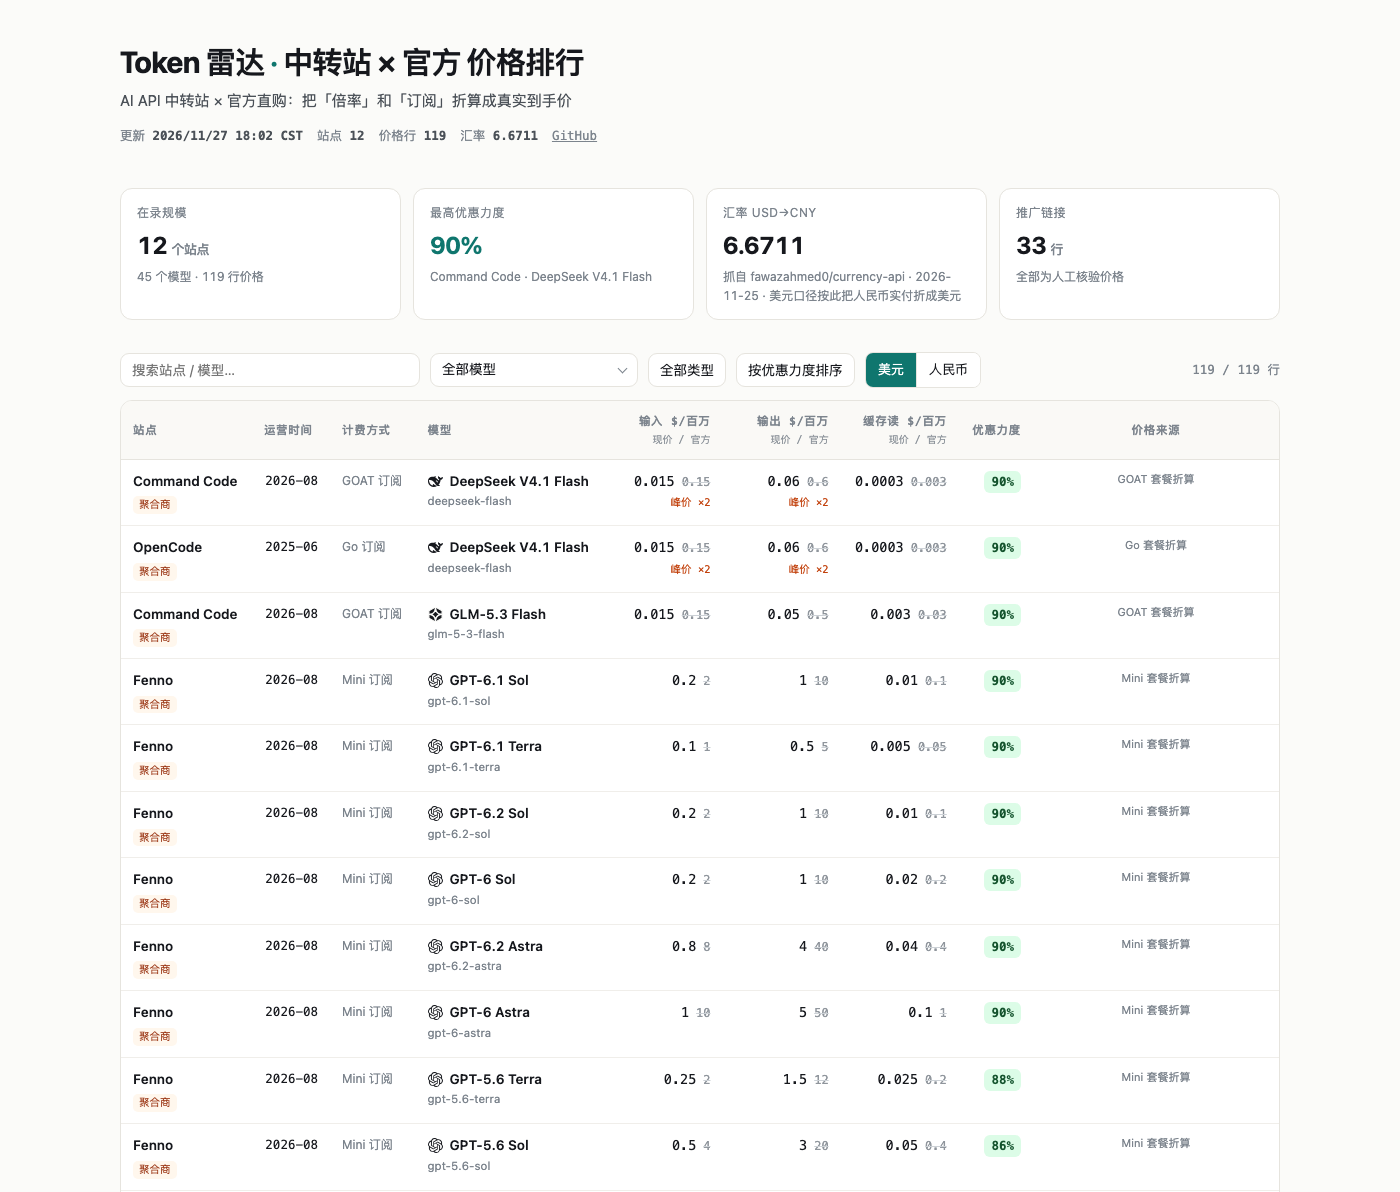 Token 雷达 · 中转站 × 官方 价格排行
AI API 中转站 × 官方直购：把「倍率」和「订阅」折算成真实到手价
更新 2026/11/27 18:02 CST 站点 12 价格行 119 汇率 6.6711 GitHub
在录规模
12 个站点
45 个模型 · 119 行价格
最高优惠力度
90%
Command Code · DeepSeek V4.1 Flash
汇率 USD→CNY
6.6711
抓自 fawazahmed0/currency-api · 2026-
11-25 · 美元口径按此把人民币实付折成美元
推广链接
33 行
全部为人工核验价格
搜索站点 / 模型... 全部模型 全部类型 按优惠力度排序 美元 人民币 119 / 119 行
站点 运营时间 计费方式 模型 输入 $/百万 输出 $/百万 缓存读 $/百万 优惠力度 价格来源
现价 / 官方 现价 / 官方 现价 / 官方
Command Code 2026-08 GOAT 订阅 DeepSeek V4.1 Flash 0.015 0.15 0.06 0.6 0.0003 0.003 90% GOAT 套餐折算
聚合商 deepseek-flash 峰价 ×2 峰价 ×2
OpenCode 2025-06 Go 订阅 DeepSeek V4.1 Flash 0.015 0.15 0.06 0.6 0.0003 0.003 90% Go 套餐折算
聚合商 deepseek-flash 峰价 ×2 峰价 ×2
Command Code 2026-08 GOAT 订阅 GLM-5.3 Flash 0.015 0.15 0.05 0.5 0.003 0.03 90% GOAT 套餐折算
聚合商 glm-5-3-flash
Fenno 2026-08 Mini 订阅 GPT-6.1 Sol 0.2 2 1 10 0.01 0.1 90% Mini 套餐折算
聚合商 gpt-6.1-sol
Fenno 2026-08 Mini 订阅 GPT-6.1 Terra 0.1 1 0.5 5 0.005 0.05 90% Mini 套餐折算
聚合商 gpt-6.1-terra
Fenno 2026-08 Mini 订阅 GPT-6.2 Sol 0.2 2 1 10 0.01 0.1 90% Mini 套餐折算
聚合商 gpt-6.2-sol
Fenno 2026-08 Mini 订阅 GPT-6 Sol 0.2 2 1 10 0.02 0.2 90% Mini 套餐折算
聚合商 gpt-6-sol
Fenno 2026-08 Mini 订阅 GPT-6.2 Astra 0.8 8 4 40 0.04 0.4 90% Mini 套餐折算
聚合商 gpt-6.2-astra
Fenno 2026-08 Mini 订阅 GPT-6 Astra 1 10 5 50 0.1 1 90% Mini 套餐折算
聚合商 gpt-6-astra
Fenno 2026-08 Mini 订阅 GPT-5.6 Terra 0.25 2 1.5 12 0.025 0.2 88% Mini 套餐折算
聚合商 gpt-5.6-terra
Fenno 2026-08 Mini 订阅 GPT-5.6 Sol 0.5 4 3 20 0.05 0.4 86% Mini 套餐折算
聚合商 gpt-5.6-sol